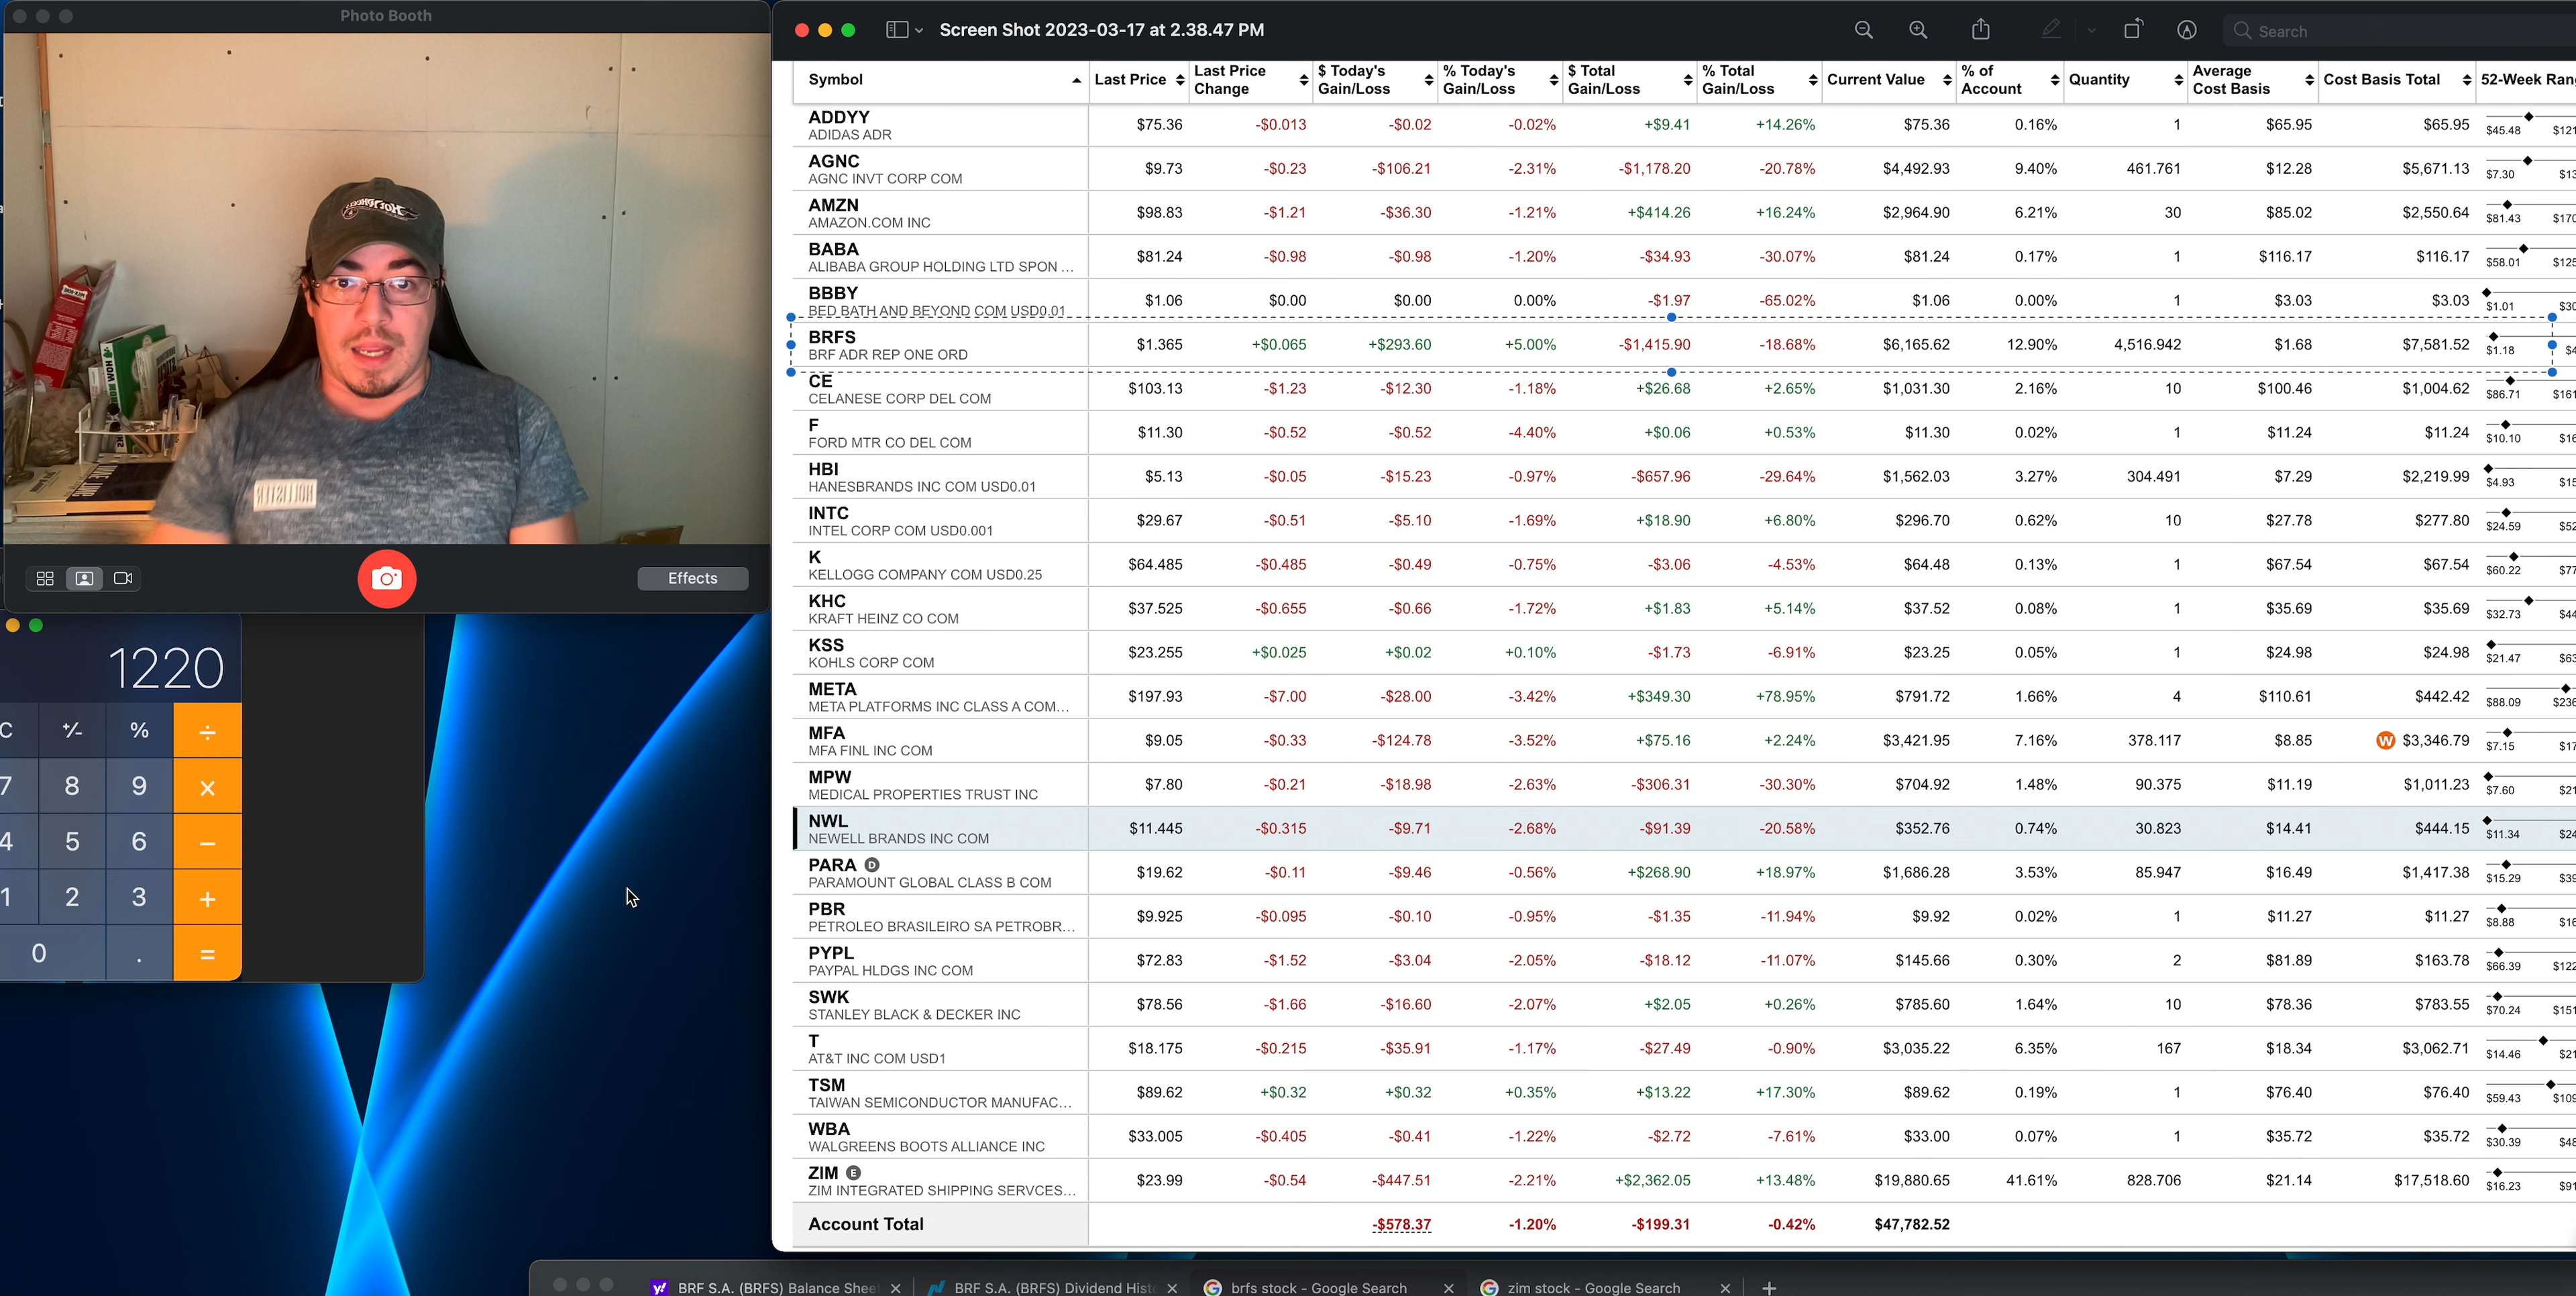 Photo Booth
Effects
1220
C +/- % ÷
7 8 9 ×
4 5 6 −
1 2 3 +
0 . =
Screen Shot 2023-03-17 at 2.38.47 PM
Search
Symbol Last Price Last Price Change $ Today's Gain/Loss % Today's Gain/Loss $ Total Gain/Loss % Total Gain/Loss Current Value % of Account Quantity Average Cost Basis Cost Basis Total 52-Week
ADDYY $75.36 -$0.013 -$0.02 -0.02% +$9.41 +14.26% $75.36 0.16% 1 $65.95 $65.95 $45.48
ADIDAS ADR
AGNC $9.73 -$0.23 -$106.21 -2.31% -$1,178.20 -20.78% $4,492.93 9.40% 461.761 $12.28 $5,671.13 $7.30
AGNC INVT CORP COM
AMZN $98.83 -$1.21 -$36.30 -1.21% +$414.26 +16.24% $2,964.90 6.21% 30 $85.02 $2,550.64 $81.43
AMAZON.COM INC
BABA $81.24 -$0.98 -$0.98 -1.20% -$34.93 -30.07% $81.24 0.17% 1 $116.17 $116.17 $58.01
ALIBABA GROUP HOLDING LTD SPON ...
BBBY $1.06 $0.00 $0.00 0.00% -$1.97 -65.02% $1.06 0.00% 1 $3.03 $3.03 $1.01
BED BATH AND BEYOND COM USD0.01
BRFS $1.365 +$0.065 +$293.60 +5.00% -$1,415.90 -18.68% $6,165.62 12.90% 4,516.942 $1.68 $7,581.52 $1.18
BRF ADR REP ONE ORD
CE $103.13 -$1.23 -$12.30 -1.18% +$26.68 +2.65% $1,031.30 2.16% 10 $100.46 $1,004.62 $86.71
CELANESE CORP DEL COM
F $11.30 -$0.52 -$0.52 -4.40% +$0.06 +0.53% $11.30 0.02% 1 $11.24 $11.24 $10.10
FORD MTR CO DEL COM
HBI $5.13 -$0.05 -$15.23 -0.97% -$657.96 -29.64% $1,562.03 3.27% 304.491 $7.29 $2,219.99 $4.93
HANESBRANDS INC COM USD0.01
INTC $29.67 -$0.51 -$5.10 -1.69% +$18.90 +6.80% $296.70 0.62% 10 $27.78 $277.80 $24.59
INTEL CORP COM USD0.001
K $64.485 -$0.485 -$0.49 -0.75% -$3.06 -4.53% $64.48 0.13% 1 $67.54 $67.54 $60.22
KELLOGG COMPANY COM USD0.25
KHC $37.525 -$0.655 -$0.66 -1.72% +$1.83 +5.14% $37.52 0.08% 1 $35.69 $35.69 $32.73
KRAFT HEINZ CO COM
KSS $23.255 +$0.025 +$0.02 +0.10% -$1.73 -6.91% $23.25 0.05% 1 $24.98 $24.98 $21.47
KOHLS CORP COM
META $197.93 -$7.00 -$28.00 -3.42% +$349.30 +78.95% $791.72 1.66% 4 $110.61 $442.42 $88.09
META PLATFORMS INC CLASS A COM...
MFA $9.05 -$0.33 -$124.78 -3.52% +$75.16 +2.24% $3,421.95 7.16% 378.117 $8.85 W $3,346.79 $7.15
MFA FINL INC COM
MPW $7.80 -$0.21 -$18.98 -2.63% -$306.31 -30.30% $704.92 1.48% 90.375 $11.19 $1,011.23 $7.60
MEDICAL PROPERTIES TRUST INC
NWL $11.445 -$0.315 -$9.71 -2.68% -$91.39 -20.58% $352.76 0.74% 30.823 $14.41 $444.15 $11.34
NEWELL BRANDS INC COM
PARA D $19.62 -$0.11 -$9.46 -0.56% +$268.90 +18.97% $1,686.28 3.53% 85.947 $16.49 $1,417.38 $15.29
PARAMOUNT GLOBAL CLASS B COM
PBR $9.925 -$0.095 -$0.10 -0.95% -$1.35 -11.94% $9.92 0.02% 1 $11.27 $11.27 $8.88
PETROLEO BRASILEIRO SA PETROBR...
PYPL $72.83 -$1.52 -$3.04 -2.05% -$18.12 -11.07% $145.66 0.30% 2 $81.89 $163.78 $66.39
PAYPAL HLDGS INC COM
SWK $78.56 -$1.66 -$16.60 -2.07% +$2.05 +0.26% $785.60 1.64% 10 $78.36 $783.55 $70.24
STANLEY BLACK & DECKER INC
T $18.175 -$0.215 -$35.91 -1.17% -$27.49 -0.90% $3,035.22 6.35% 167 $18.34 $3,062.71 $14.46
AT&T INC COM USD1
TSM $89.62 +$0.32 +$0.32 +0.35% +$13.22 +17.30% $89.62 0.19% 1 $76.40 $76.40 $59.43
TAIWAN SEMICONDUCTOR MANUFAC...
WBA $33.005 -$0.405 -$0.41 -1.22% -$2.72 -7.61% $33.00 0.07% 1 $35.72 $35.72 $30.39
WALGREENS BOOTS ALLIANCE INC
ZIM E $23.99 -$0.54 -$447.51 -2.21% +$2,362.05 +13.48% $19,880.65 41.61% 828.706 $21.14 $17,518.60 $16.23
ZIM INTEGRATED SHIPPING SERVCES...
Account Total -$578.37 -1.20% -$199.31 -0.42% $47,782.52
BRF S.A. (BRFS) Balance Sheet BRF S.A. (BRFS) Dividend brfs stock - Google Search zim stock - Google Search